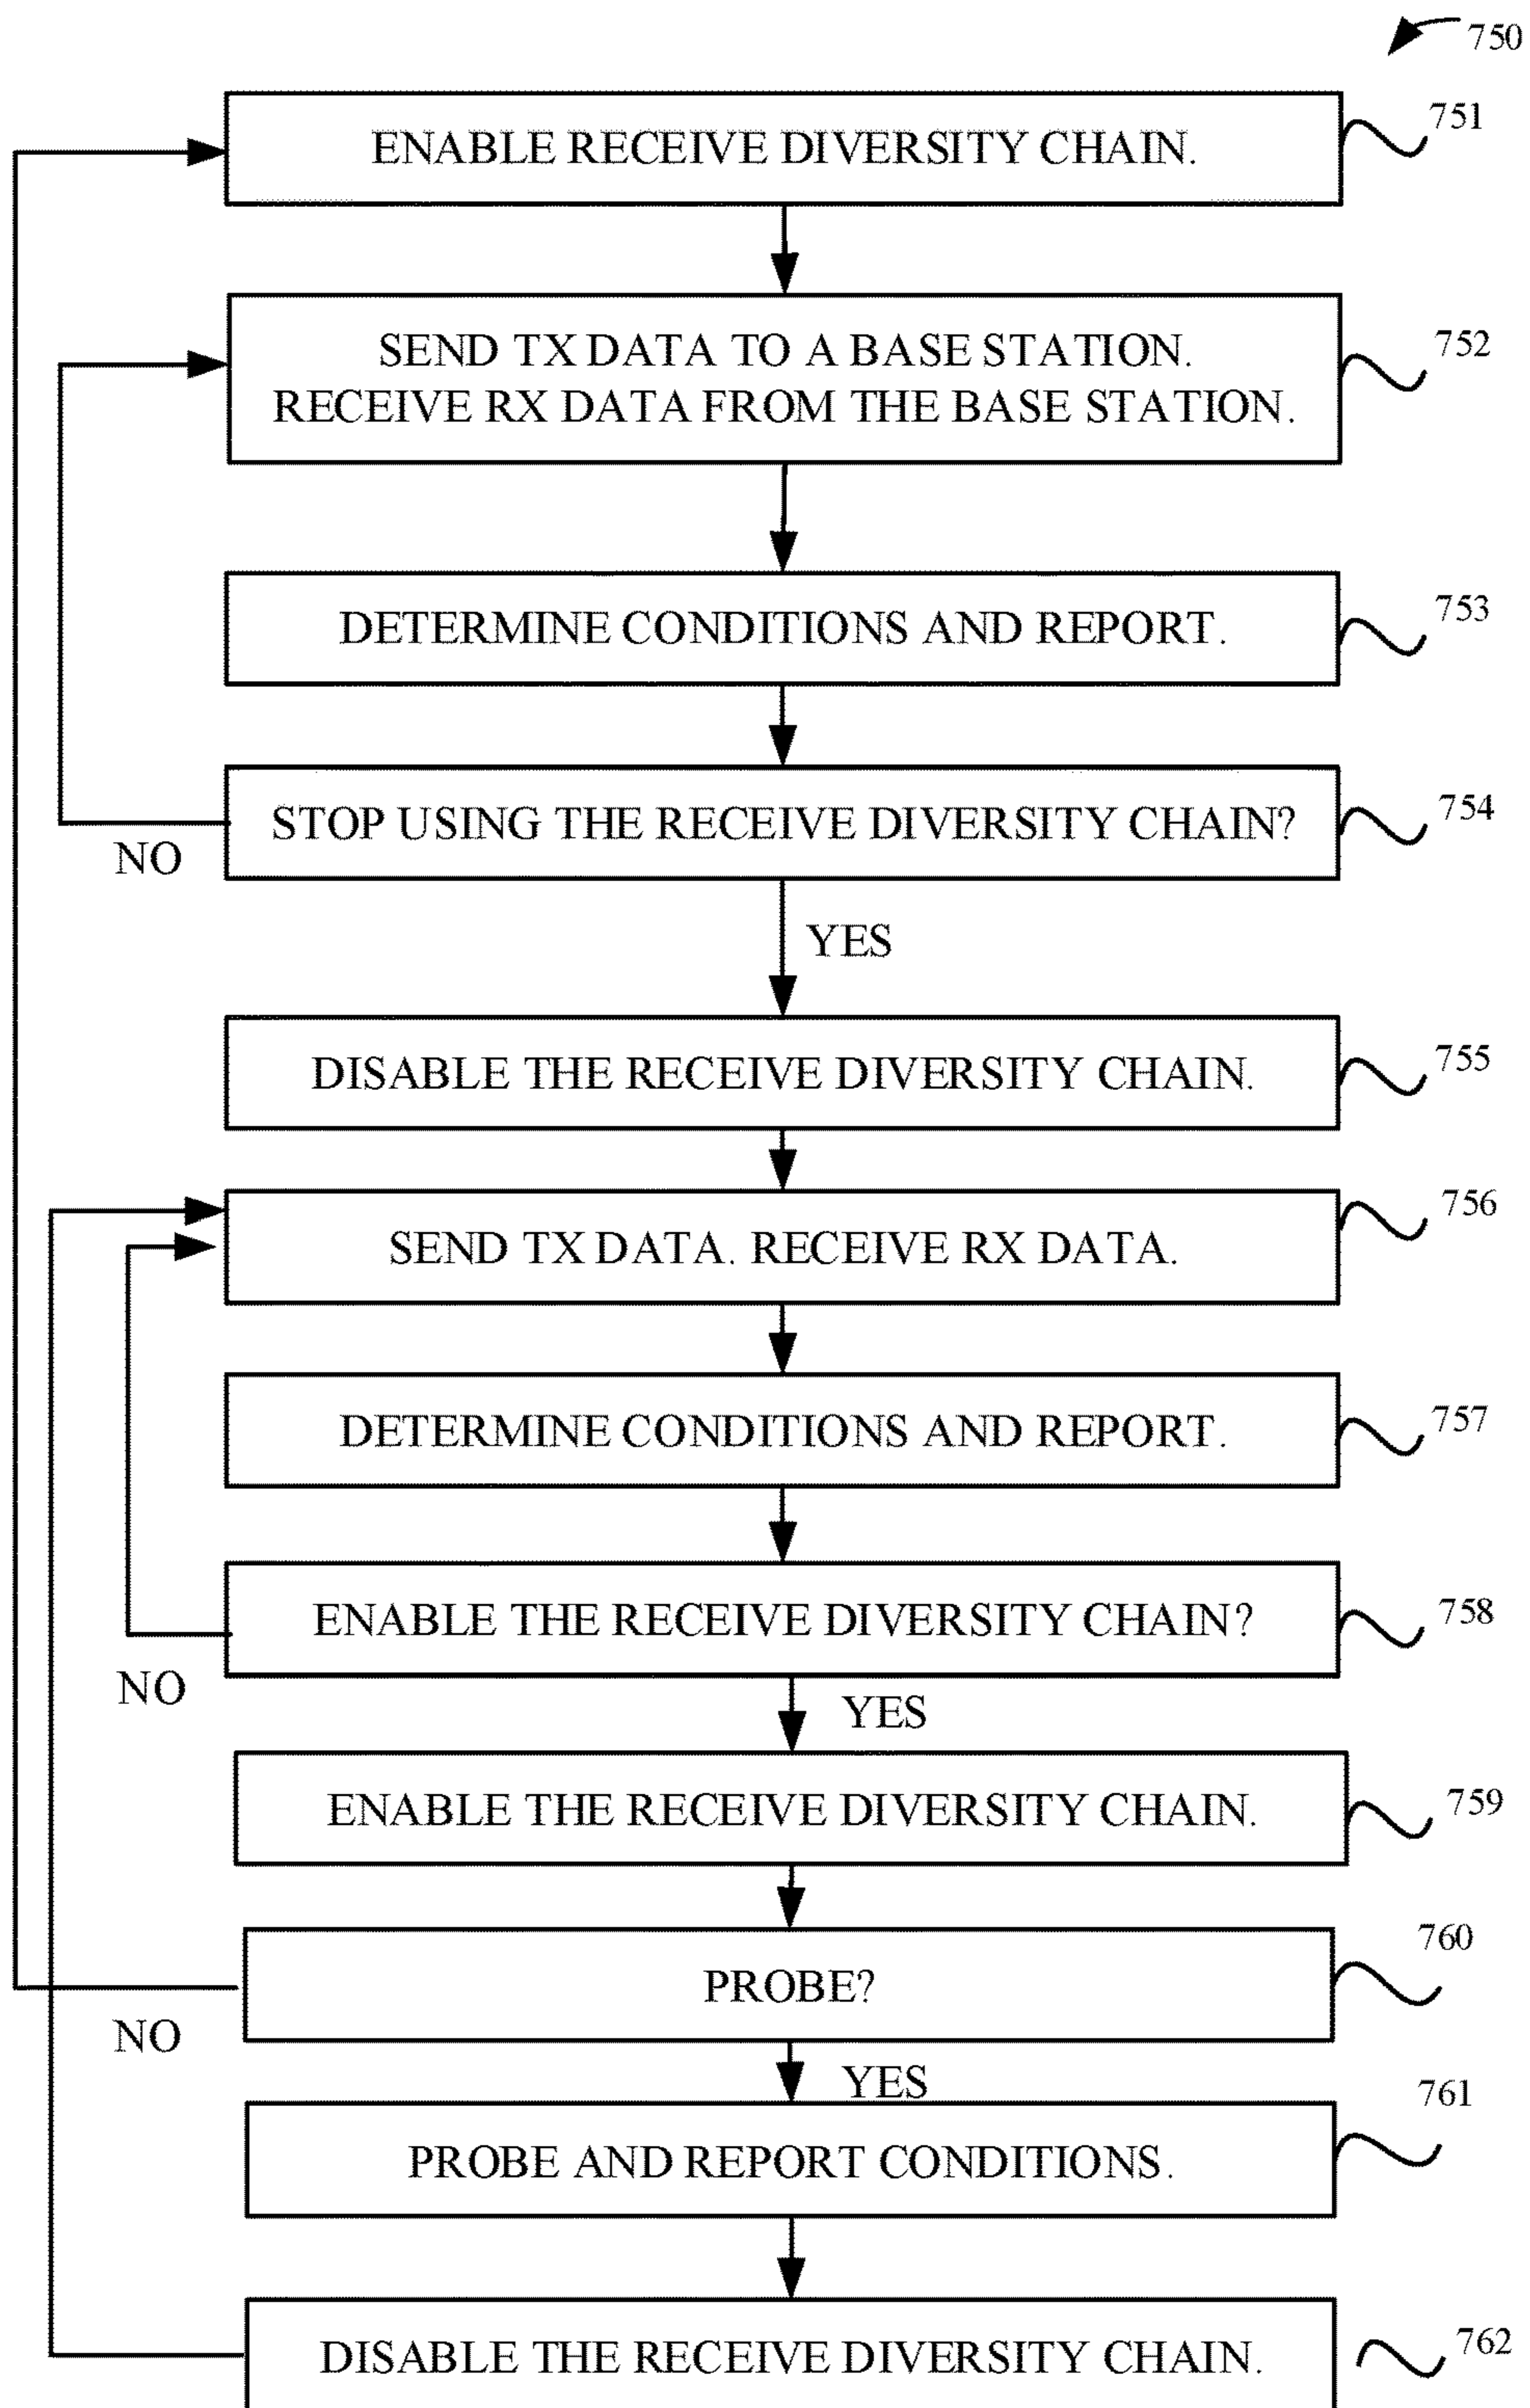 750
ENABLE RECEIVE DIVERSITY CHAIN.
751
SEND TX DATA TO A BASE STATION.
RECEIVE RX DATA FROM THE BASE STATION.
752
DETERMINE CONDITIONS AND REPORT.
753
STOP USING THE RECEIVE DIVERSITY CHAIN?
754
NO
YES
DISABLE THE RECEIVE DIVERSITY CHAIN.
755
SEND TX DATA. RECEIVE RX DATA.
756
DETERMINE CONDITIONS AND REPORT.
757
ENABLE THE RECEIVE DIVERSITY CHAIN?
758
NO
YES
ENABLE THE RECEIVE DIVERSITY CHAIN.
759
PROBE?
760
NO
YES
PROBE AND REPORT CONDITIONS.
761
DISABLE THE RECEIVE DIVERSITY CHAIN.
762